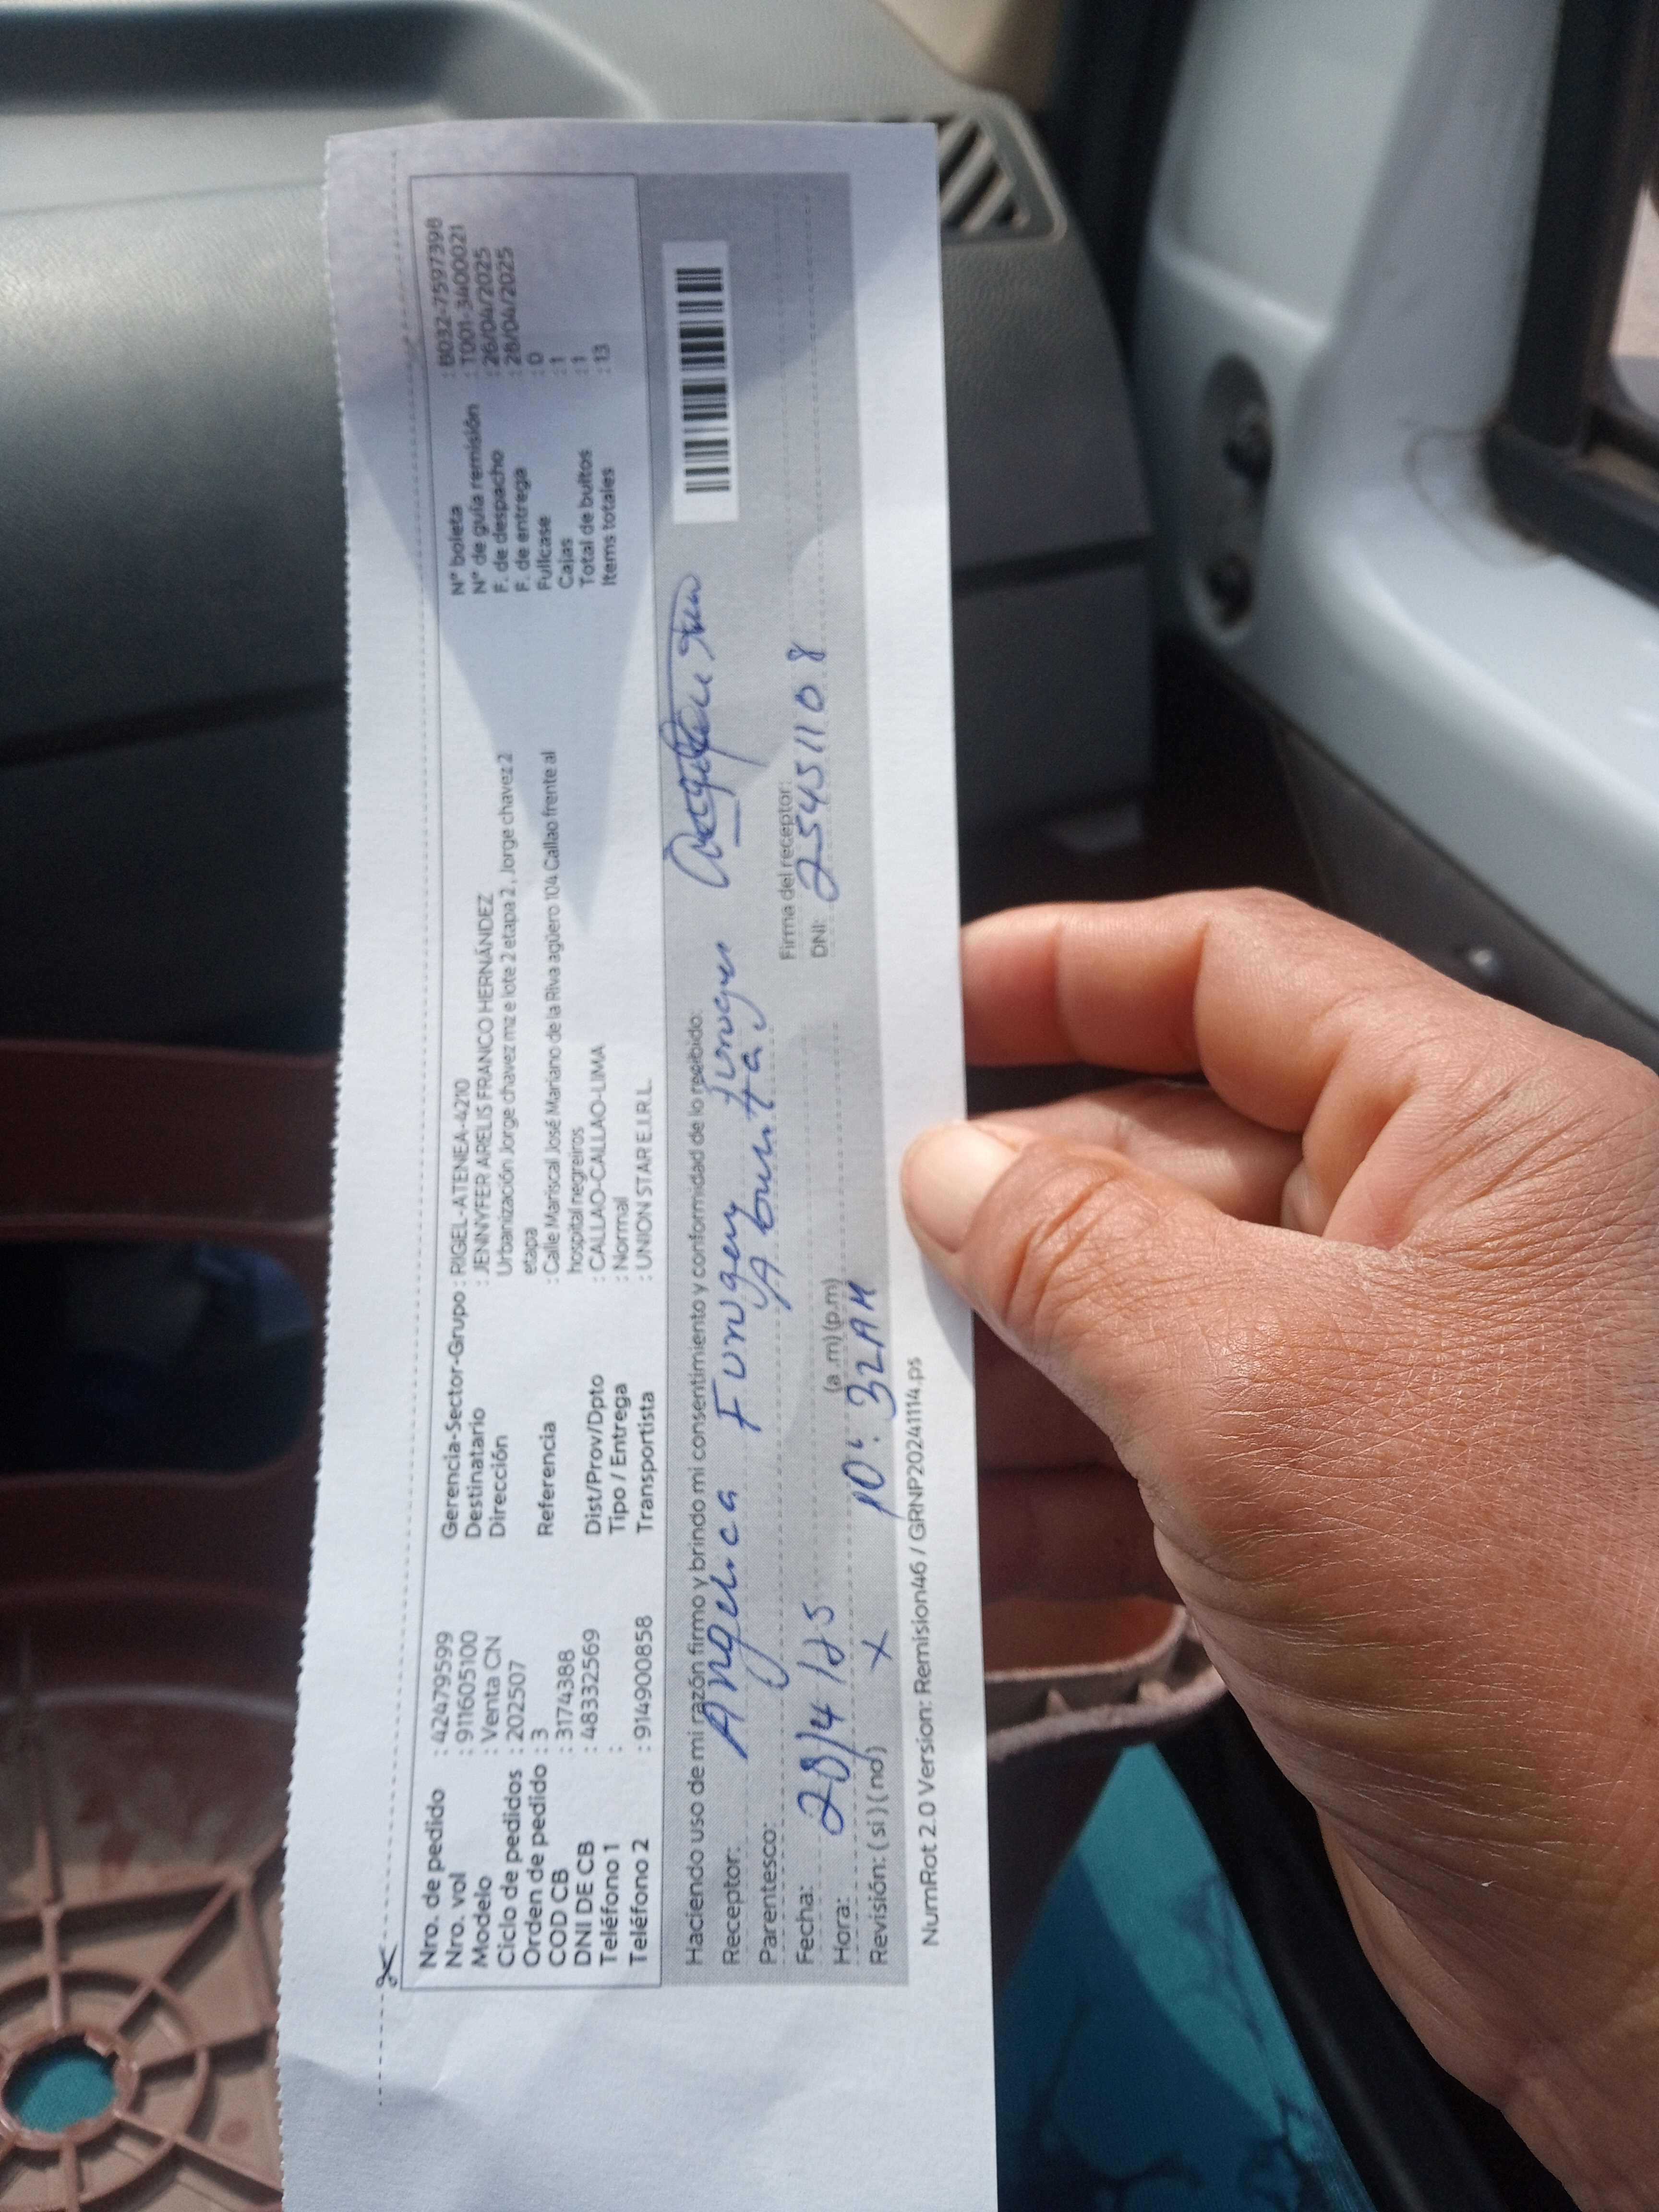 Nro. de pedido : 42479599
Nro. vol : 911605100
Modelo : Venta CN
Ciclo de pedidos : 202507
Orden de pedido : 3
COD CB : 3174388
DNI DE CB : 48332569
Teléfono 1 :
Teléfono 2 : 914900858
Gerencia-Sector-Grupo : RIGEL-ATENEA-4210
Destinatario : JENNYFER ARELIS FRANCO HERNÁNDEZ
Dirección Urbanización Jorge chavez mz e lote 2 etapa 2 , Jorge chavez 2
etapa
Referencia : Calle Mariscal José Mariano de la Riva agüero 104 Callao frente al
hospital negreiros
Dist/Prov/Dpto : CALLAO-CALLAO-LIMA
Tipo / Entrega : Normal
Transportista : UNION STAR E.I.R.L.
N° boleta : B032-7597398
N° de guía remisión : T001-3400021
F. de despacho : 26/04/2025
F. de entrega : 28/04/2025
Fullcase : 0
Cajas : 1
Total de bultos : 1
Items totales : 13
Haciendo uso de mi razón firmo y brindo mi consentimiento y conformidad de lo recibido:
Receptor: Angelica
Parentesco: Abuelita
Firma del receptor:
Fecha: 28/4/25
DNI: 25451108
Hora: 10: 32AM (a .m) (p.m)
Revisión: ( si ) ( no ) X
NumRot 2.0 Version: Remision46 / GRNP20241114.ps